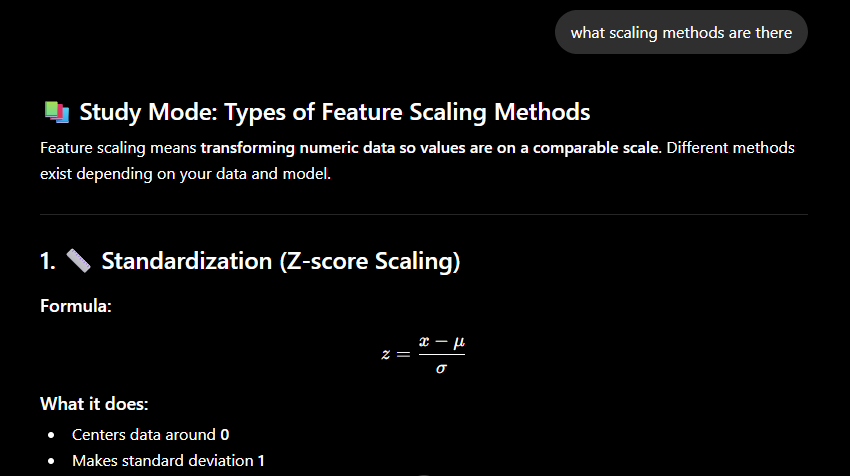 what scaling methods are there
📚 Study Mode: Types of Feature Scaling Methods
Feature scaling means transforming numeric data so values are on a comparable scale. Different methods
exist depending on your data and model.
1. 📏 Standardization (Z-score Scaling)
Formula:
z = (x − μ) / σ
What it does:
• Centers data around 0
• Makes standard deviation 1